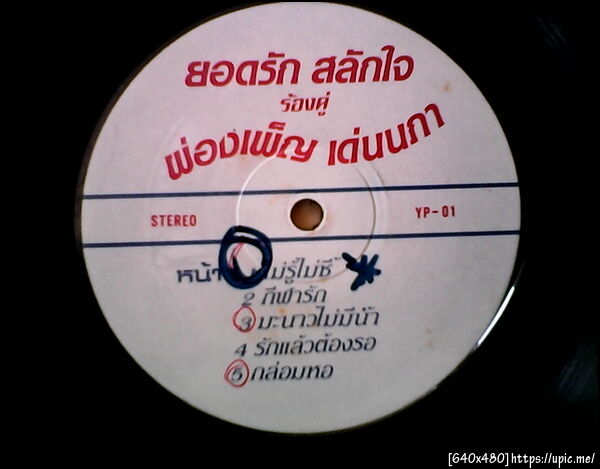 ยอดรัก สลักใจ
ร้องคู่
ผ่องเพ็ญ เด่นนภา
STEREO
YP-01
หน้า ไม่รู้ไม่ชี้
2 กีฬารัก
3 มะนาวไม่มีน้ำ
4 รักแล้วต้องรอ
5 กล่อมหอ
[640x480]https://upic.me/